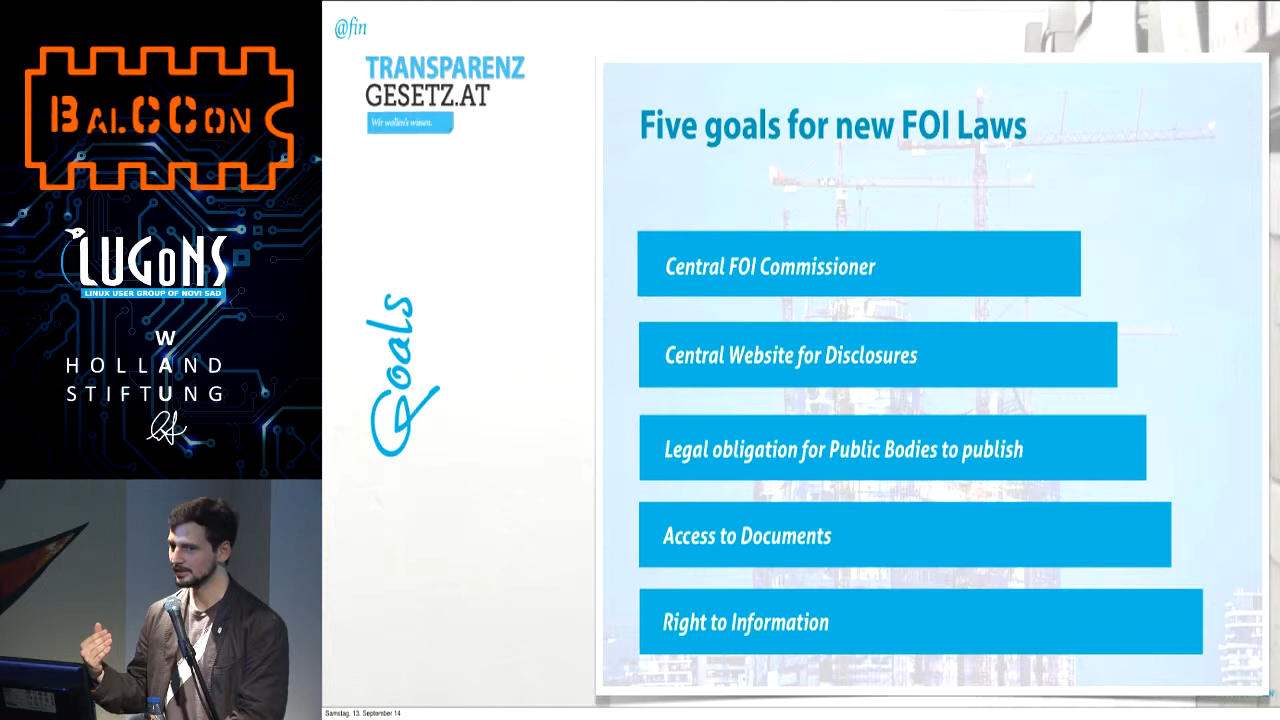 BALCCON
LUGONS
LINUX USER GROUP OF NOVI SAD
W
HOLLAND
STIFTUNG
@fin
TRANSPARENZ
GESETZ.AT
Wir wollen's wissen.
Goals
Five goals for new FOI Laws
Central FOI Commissioner
Central Website for Disclosures
Legal obligation for Public Bodies to publish
Access to Documents
Right to Information
Samstag, 13. September 14